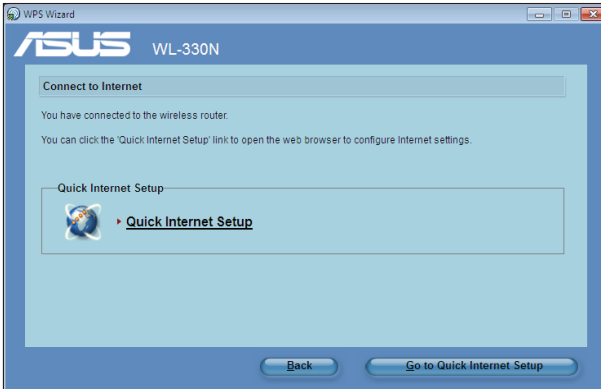 WPS Wizard
ASUS WL-330N
Connect to Internet
You have connected to the wireless router.
You can click the 'Quick Internet Setup' link to open the web browser to configure Internet settings.
Quick Internet Setup
Quick Internet Setup
Back Go to Quick Internet Setup